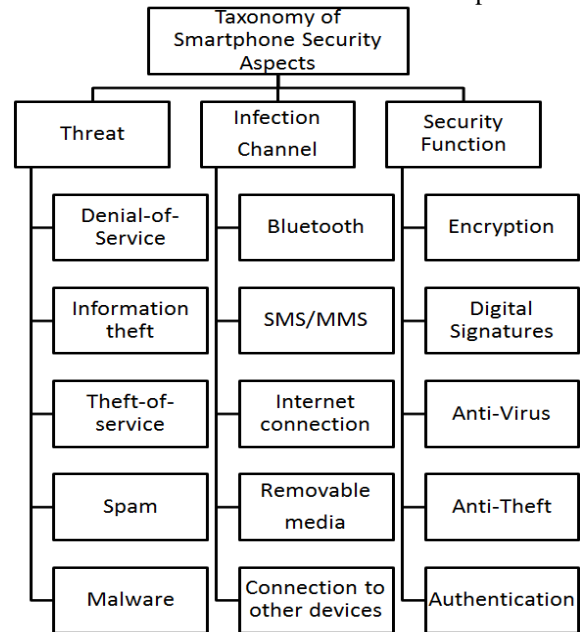 Taxonomy of
Smartphone Security
Aspects
Threat
Infection
Channel
Security
Function
Denial-of-
Service
Bluetooth
Encryption
Information
theft
SMS/MMS
Digital
Signatures
Theft-of-
service
Internet
connection
Anti-Virus
Spam
Removable
media
Anti-Theft
Malware
Connection to
other devices
Authentication